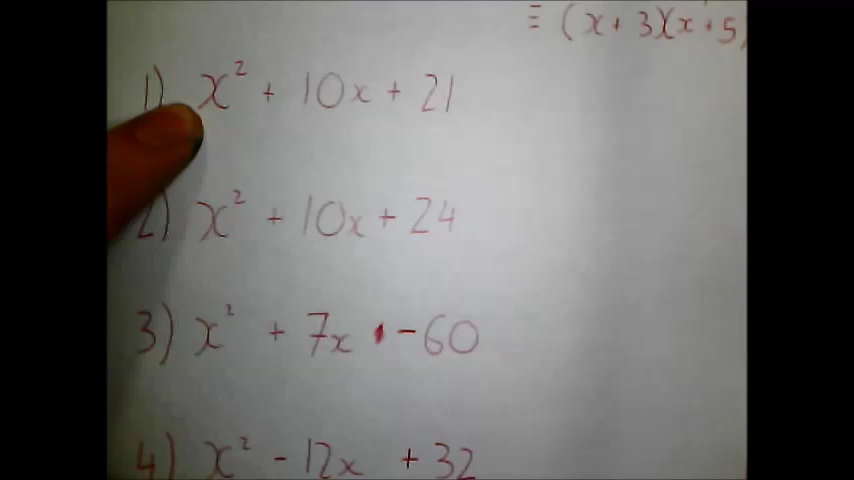 ≡ (x + 3)(x + 5)
1) x² + 10x + 21
2) x² + 10x + 24
3) x² + 7x - 60
4) x² - 12x + 32